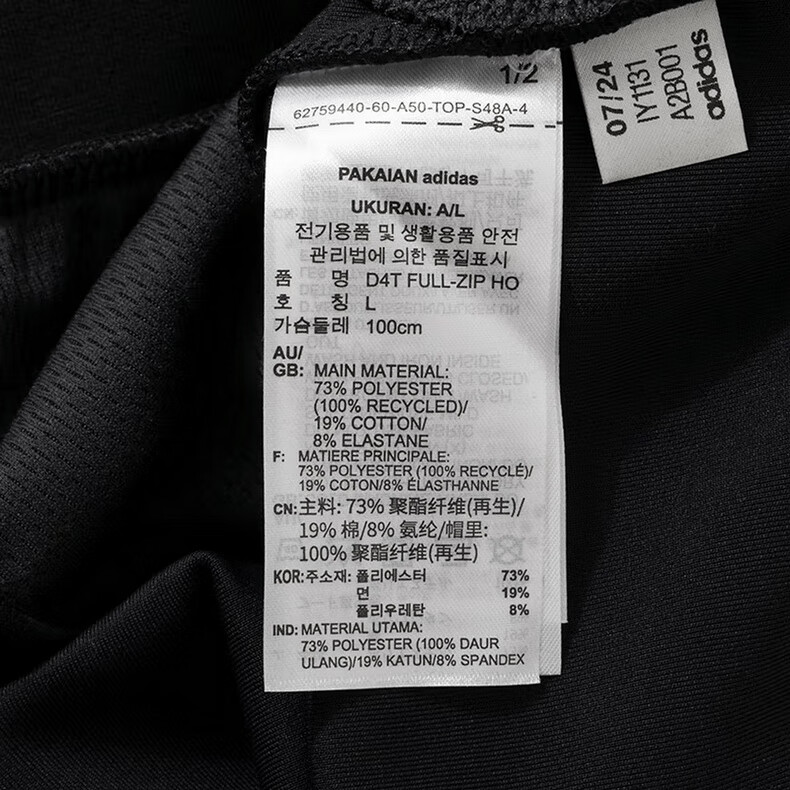 1/2
62759440-60-A50-TOP-S48A-4
PAKAIAN adidas
UKURAN: A/L
전기용품 및 생활용품 안전
관리법에 의한 품질표시
품 명 D4T FULL-ZIP HO
호 칭 L
가슴둘레 100cm
AU/
GB: MAIN MATERIAL:
73% POLYESTER
(100% RECYCLED)/
19% COTTON/
8% ELASTANE
F: MATIERE PRINCIPALE:
73% POLYESTER (100% RECYCLÉ)/
19% COTON/8% ÉLASTHANNE
CN:主料: 73% 聚酯纤维(再生)/
19% 棉/8% 氨纶/帽里:
100% 聚酯纤维(再生)
KOR:주소재: 폴리에스터 73%
면 19%
폴리우레탄 8%
IND: MATERIAL UTAMA:
73% POLYESTER (100% DAUR
ULANG)/19% KATUN/8% SPANDEX
07/24
IY1131
A2B001
adidas